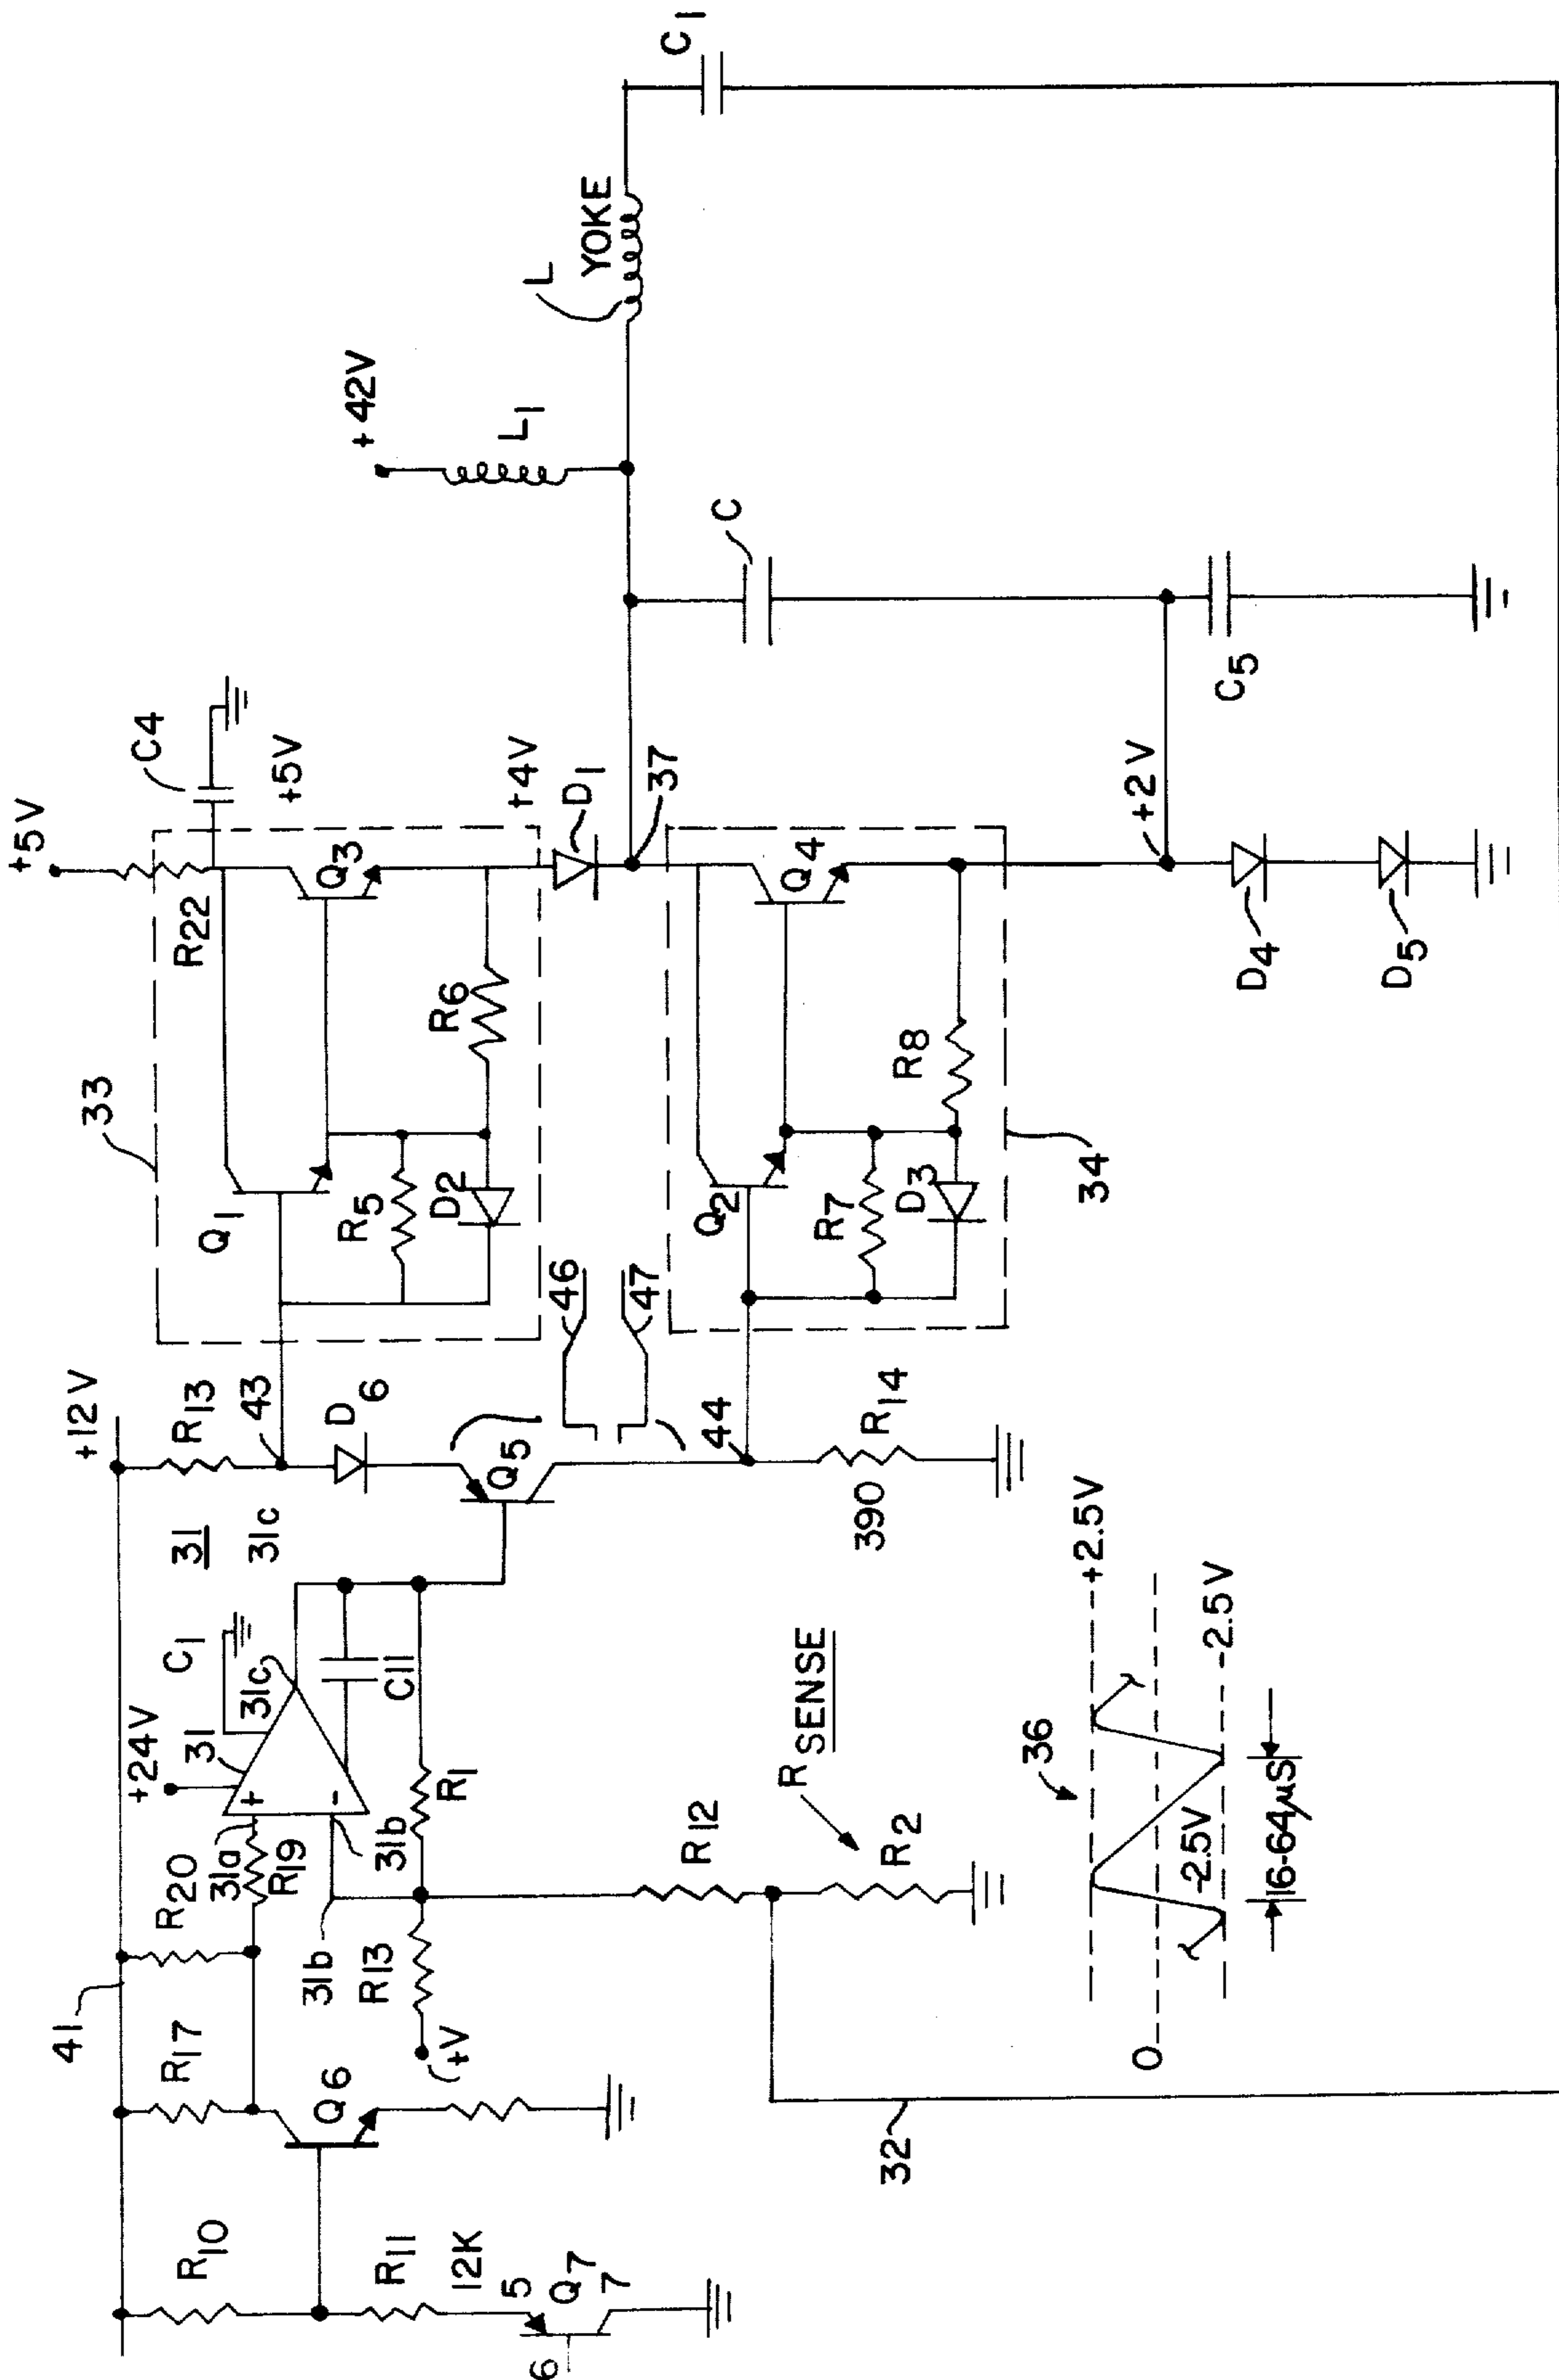 +5V
C4
+5V
R22
Q3
33
Q1
R5
D2
R6
+4V
D1
37
+42V
L1
L
YOKE
C1
C
C5
+2V
D4
D5
Q4
Q2
R7
D3
R8
34
46
47
+12V
R13
43
D6
Q5
44
R14
390
31
31c
C1
31c
+24V
31
+
-
31a
R19
R20
C11
R1
31b
31b
R13
+V
41
R17
Q6
R10
R11
12K
5
Q7
7
6
R12
R2
RSENSE
32
36
+2.5V
0
-2.5V
-2.5V
16-64µS